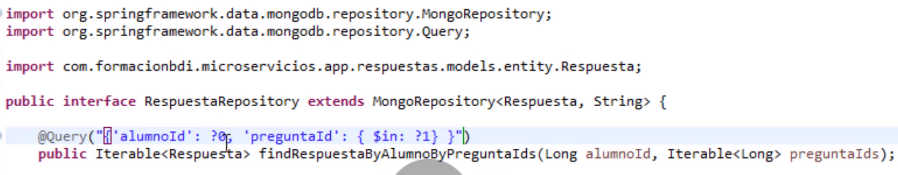 import org.springframework.data.mongodb.repository.MongoRepository;
import org.springframework.data.mongodb.repository.Query;
import com.formacionbdi.microservicios.app.respuestas.models.entity.Respuesta;
public interface RespuestaRepository extends MongoRepository<Respuesta, String> {
@Query("{'alumnoId': ?0, 'preguntaId': { $in: ?1} }")
public Iterable<Respuesta> findRespuestaByAlumnoByPreguntaIds(Long alumnoId, Iterable<Long> preguntaIds);